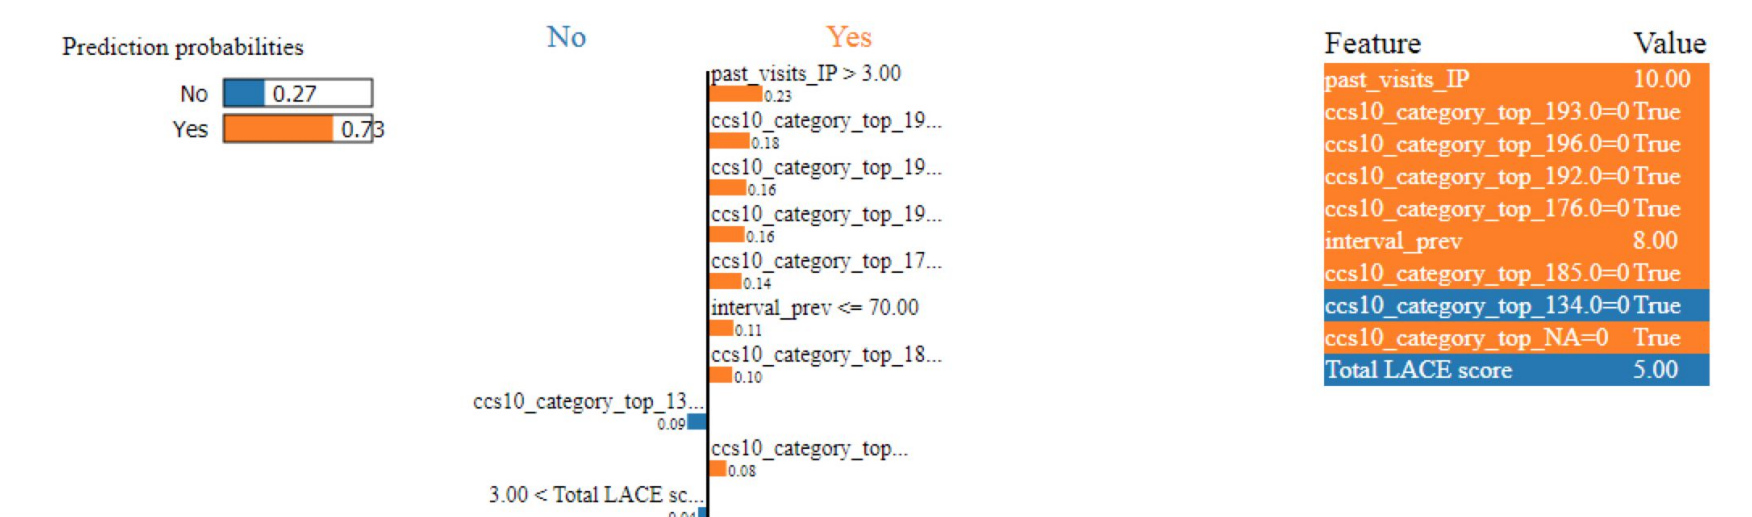 Prediction probabilities
No 0.27
Yes 0.73
No Yes
past_visits_IP > 3.00
0.23
ccs10_category_top_19...
0.18
ccs10_category_top_19...
0.16
ccs10_category_top_19...
0.16
ccs10_category_top_17...
0.14
interval_prev <= 70.00
0.11
ccs10_category_top_18...
0.10
ccs10_category_top_13...
0.09
ccs10_category_top...
0.08
3.00 < Total LACE sc...
0.04
Feature Value
past_visits_IP 10.00
ccs10_category_top_193.0=0 True
ccs10_category_top_196.0=0 True
ccs10_category_top_192.0=0 True
ccs10_category_top_176.0=0 True
interval_prev 8.00
ccs10_category_top_185.0=0 True
ccs10_category_top_134.0=0 True
ccs10_category_top_NA=0 True
Total LACE score 5.00